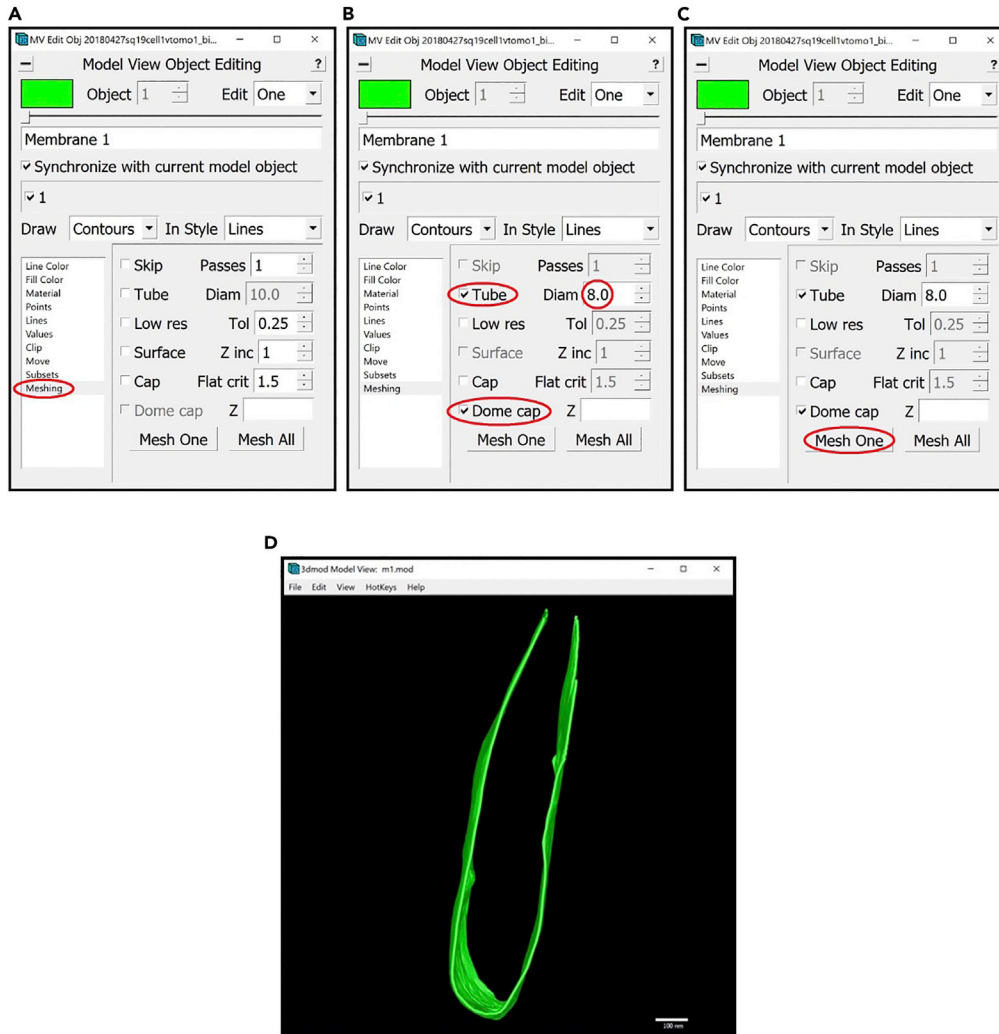 A
MV Edit Obj 20180427sq19cell1vtomo1_bi...
Model View Object Editing ?
Object 1 Edit One
Membrane 1
Synchronize with current model object
1
Draw Contours In Style Lines
Line Color
Fill Color
Material
Points
Lines
Values
Clip
Move
Subsets
Meshing
Skip Passes 1
Tube Diam 10.0
Low res Tol 0.25
Surface Z inc 1
Cap Flat crit 1.5
Dome cap Z
Mesh One Mesh All
B
MV Edit Obj 20180427sq19cell1vtomo1_bi...
Model View Object Editing ?
Object 1 Edit One
Membrane 1
Synchronize with current model object
1
Draw Contours In Style Lines
Line Color
Fill Color
Material
Points
Lines
Values
Clip
Move
Subsets
Meshing
Skip Passes 1
Tube Diam 8.0
Low res Tol 0.25
Surface Z inc 1
Cap Flat crit 1.5
Dome cap Z
Mesh One Mesh All
C
MV Edit Obj 20180427sq19cell1vtomo1_bi...
Model View Object Editing ?
Object 1 Edit One
Membrane 1
Synchronize with current model object
1
Draw Contours In Style Lines
Line Color
Fill Color
Material
Points
Lines
Values
Clip
Move
Subsets
Meshing
Skip Passes 1
Tube Diam 8.0
Low res Tol 0.25
Surface Z inc 1
Cap Flat crit 1.5
Dome cap Z
Mesh One Mesh All
D
3dmod Model View: m1.mod
File Edit View HotKeys Help
100 nm